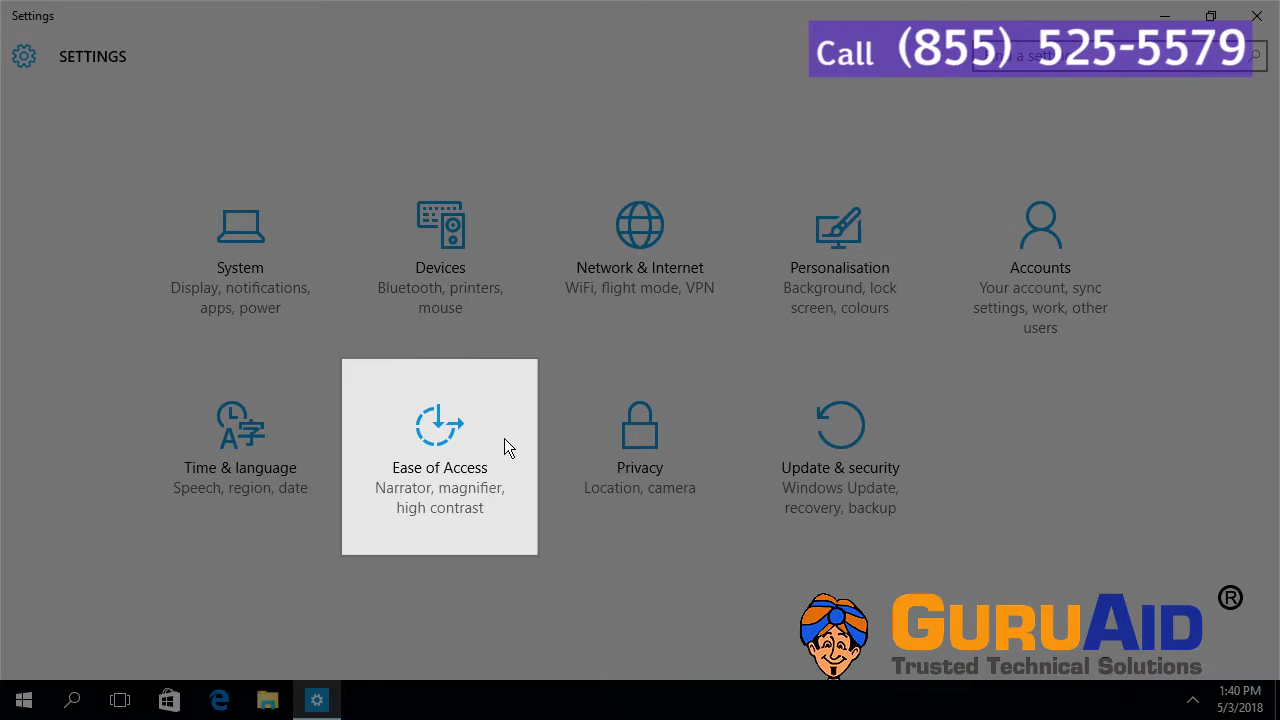 Settings
SETTINGS
Call (855) 525-5579
a setting
System
Display, notifications,
apps, power
Devices
Bluetooth, printers,
mouse
Network & Internet
WiFi, flight mode, VPN
Personalisation
Background, lock
screen, colours
Accounts
Your account, sync
settings, work, other
users
Time & language
Speech, region, date
Ease of Access
Narrator, magnifier,
high contrast
Privacy
Location, camera
Update & security
Windows Update,
recovery, backup
GURUAID ®
Trusted Technical Solutions
1:40 PM
5/3/2018